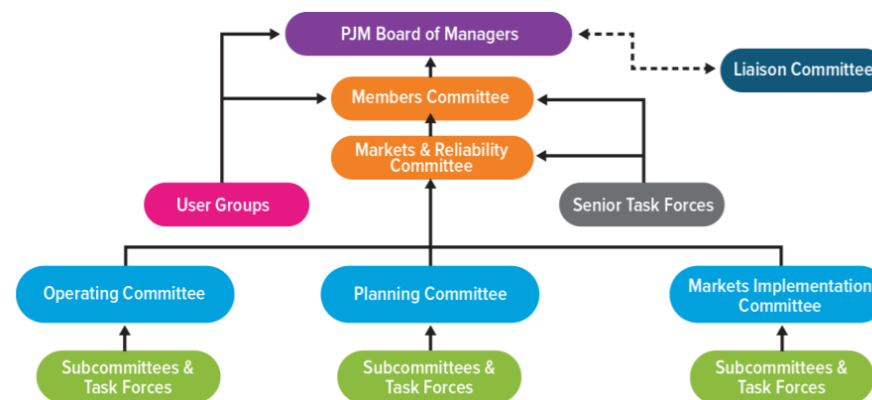 PJM Board of Managers
Liaison Committee
Members Committee
Markets & Reliability
Committee
User Groups
Senior Task Forces
Operating Committee
Planning Committee
Markets Implementation
Committee
Subcommittees &
Task Forces
Subcommittees &
Task Forces
Subcommittees &
Task Forces